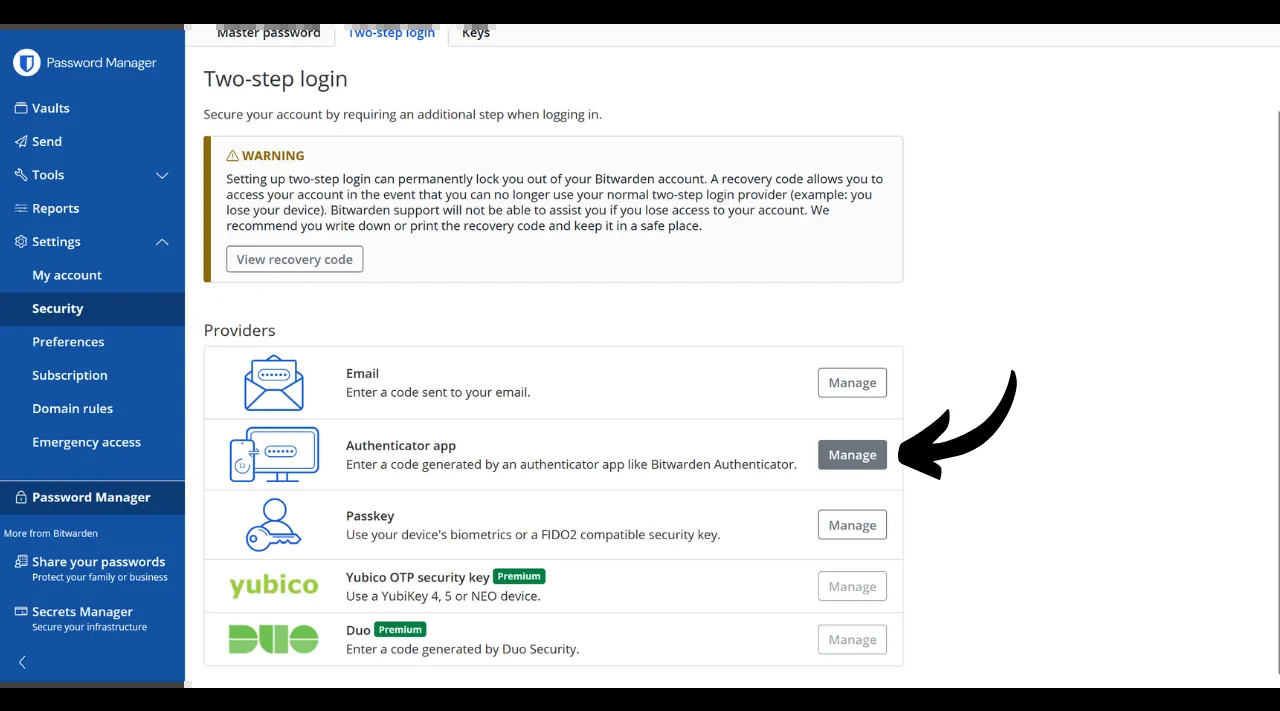 Master password Two-step login Keys
Password Manager
Vaults
Send
Tools
Reports
Settings
My account
Security
Preferences
Subscription
Domain rules
Emergency access
Password Manager
More from Bitwarden
Share your passwords
Protect your family or business
Secrets Manager
Secure your infrastructure
Two-step login
Secure your account by requiring an additional step when logging in.
WARNING
Setting up two-step login can permanently lock you out of your Bitwarden account. A recovery code allows you to
access your account in the event that you can no longer use your normal two-step login provider (example: you
lose your device). Bitwarden support will not be able to assist you if you lose access to your account. We
recommend you write down or print the recovery code and keep it in a safe place.
View recovery code
Providers
Email
Enter a code sent to your email.
Manage
12
Authenticator app
Enter a code generated by an authenticator app like Bitwarden Authenticator.
Manage
Passkey
Use your device's biometrics or a FIDO2 compatible security key.
Manage
yubico
Yubico OTP security key Premium
Use a YubiKey 4, 5 or NEO device.
Manage
DUO
Duo Premium
Enter a code generated by Duo Security.
Manage